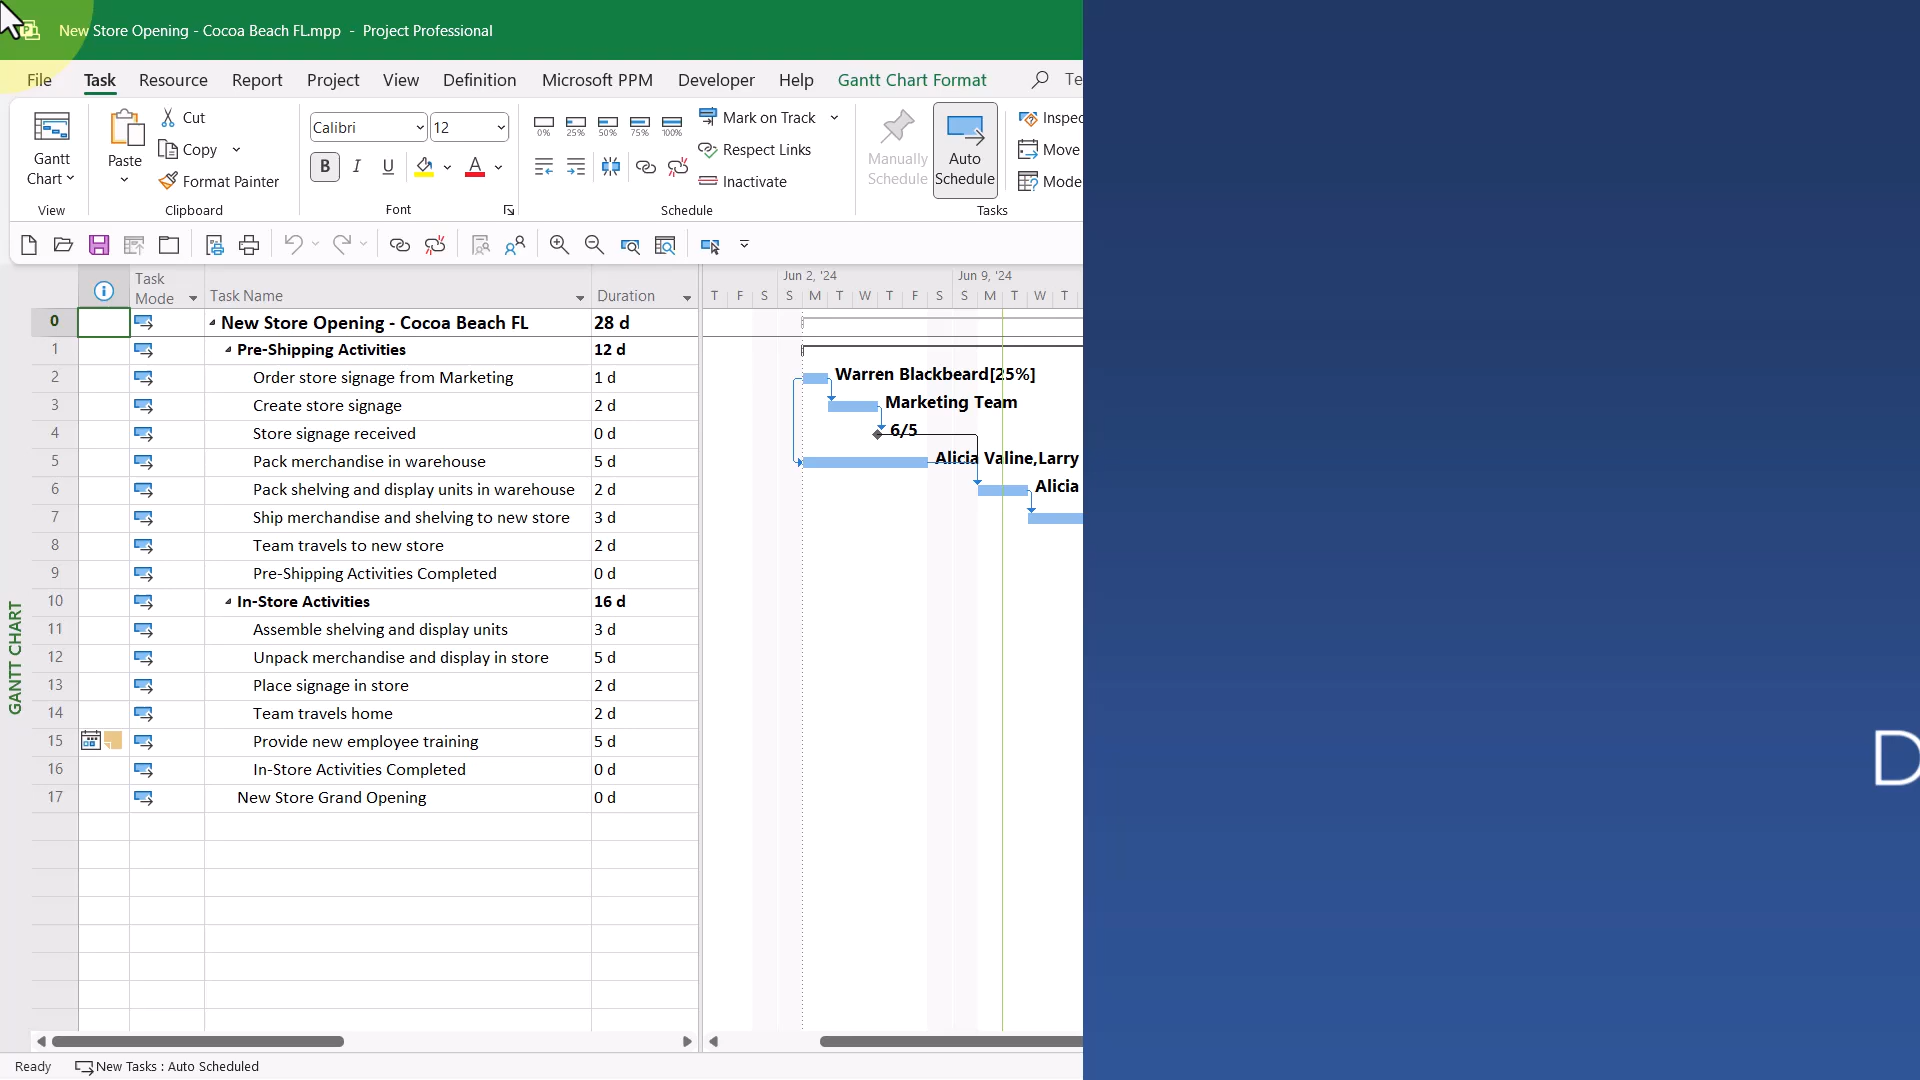 New Store Opening - Cocoa Beach FL.mpp - Project Professional
File Task Resource Report Project View Definition Microsoft PPM Developer Help Gantt Chart Format Te
Gantt Chart
Paste
Cut
Copy
Format Painter
Calibri 12
B I U A
0% 25% 50% 75% 100%
Mark on Track
Respect Links
Inactivate
Manually Schedule
Auto Schedule
Inspec
Move
Mode
View Clipboard Font Schedule Tasks
Task Mode Task Name Duration
Jun 2, '24 Jun 9, '24
T F S S M T W T F S S M T W T
0 New Store Opening - Cocoa Beach FL 28 d
1 Pre-Shipping Activities 12 d
2 Order store signage from Marketing 1 d Warren Blackbeard[25%]
3 Create store signage 2 d Marketing Team
4 Store signage received 0 d 6/5
5 Pack merchandise in warehouse 5 d Alicia Valine,Larry
6 Pack shelving and display units in warehouse 2 d Alicia
7 Ship merchandise and shelving to new store 3 d
8 Team travels to new store 2 d
9 Pre-Shipping Activities Completed 0 d
10 In-Store Activities 16 d
11 Assemble shelving and display units 3 d
12 Unpack merchandise and display in store 5 d
13 Place signage in store 2 d
14 Team travels home 2 d
15 Provide new employee training 5 d
16 In-Store Activities Completed 0 d
17 New Store Grand Opening 0 d
GANTT CHART
D
Ready New Tasks : Auto Scheduled